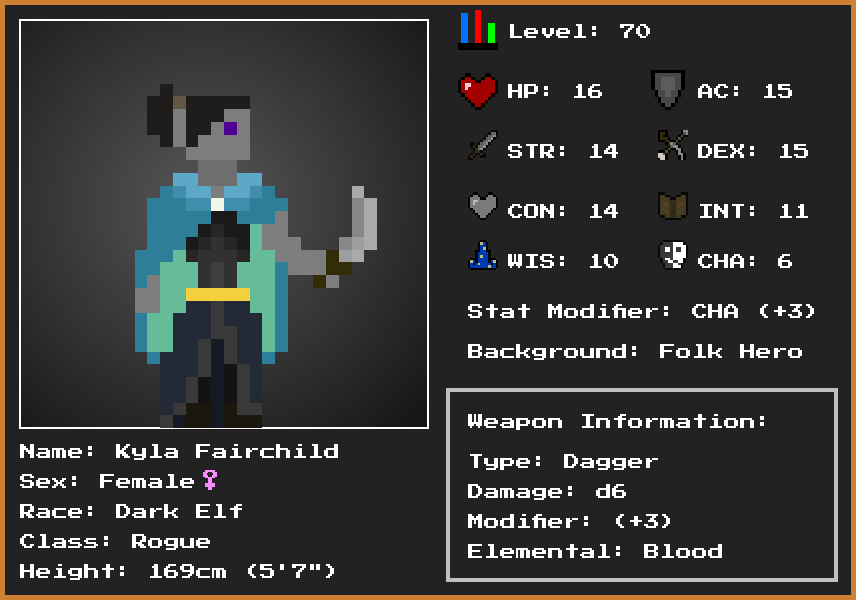 Level: 70
HP: 16
AC: 15
STR: 14
DEX: 15
CON: 14
INT: 11
WIS: 10
CHA: 6
Stat Modifier: CHA (+3)
Background: Folk Hero
Weapon Information:
Type: Dagger
Damage: d6
Modifier: (+3)
Elemental: Blood
Name: Kyla Fairchild
Sex: Female♀
Race: Dark Elf
Class: Rogue
Height: 169cm (5'7")